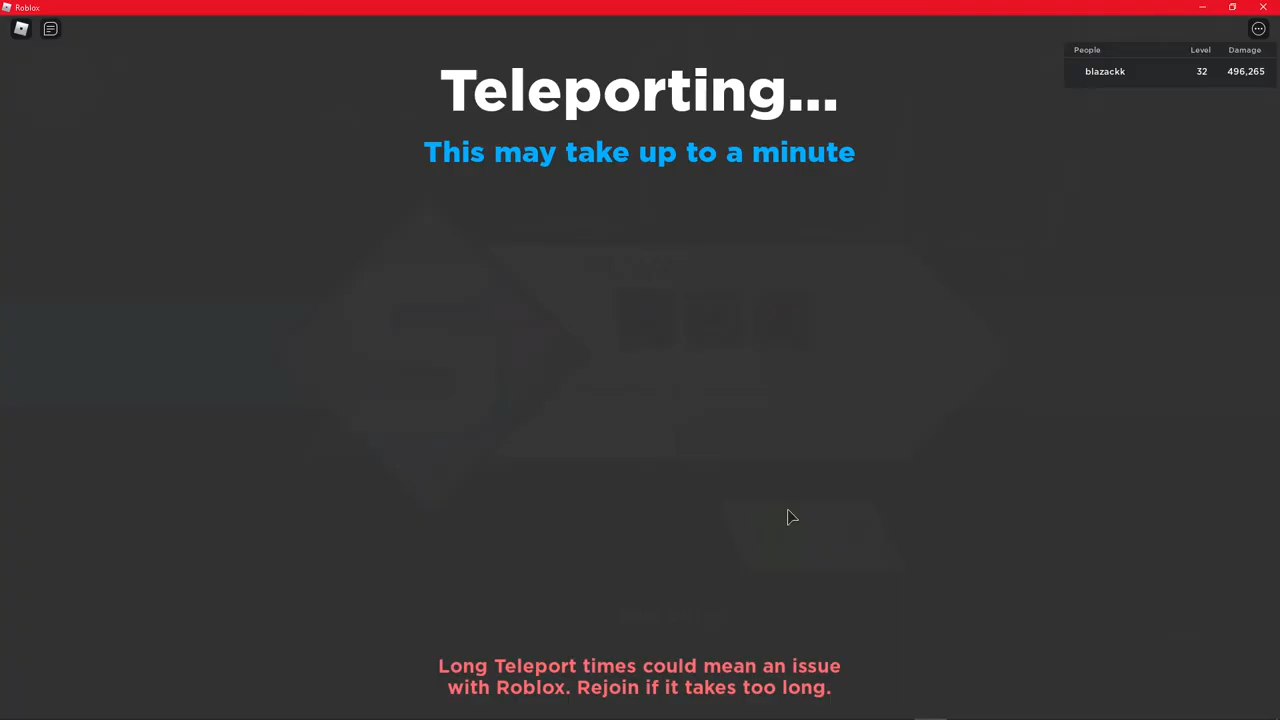 Roblox
People Level Damage
blazackk 32 496,265
Teleporting...
This may take up to a minute
Long Teleport times could mean an issue
with Roblox. Rejoin if it takes too long.